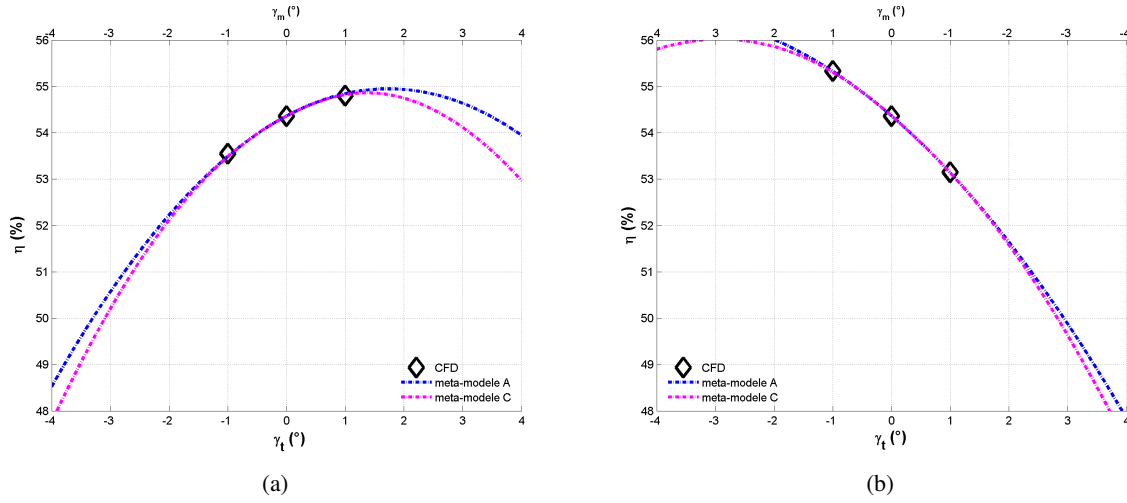 γm (°)
-4 -3 -2 -1 0 1 2 3 4
56
55
54
53
52
51
50
49
48
η (%)
CFD
meta-modele A
meta-modele C
-4 -3 -2 -1 0 1 2 3 4
γt (°)
(a)
γm (°)
4 3 2 1 0 -1 -2 -3 -4
56
55
54
53
52
51
50
49
48
η (%)
CFD
meta-modele A
meta-modele C
-4 -3 -2 -1 0 1 2 3 4
γt (°)
(b)